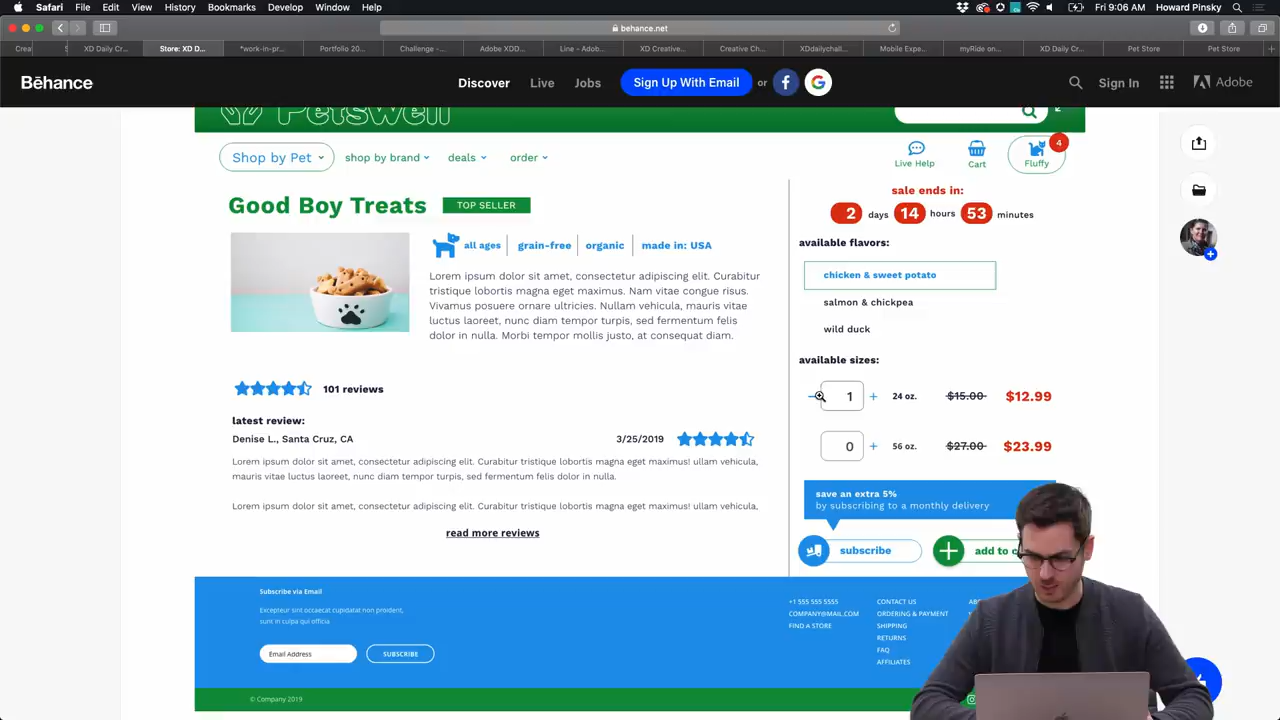 Safari File Edit View History Bookmarks Develop Window Help
Fri 9:06 AM Howard Pinsky
behance.net
Creat
XD Daily Cr...
Store: XD D...
*work-in-pr...
Portfolio 20...
Challenge -...
Adobe XDD...
Line - Adob...
XD Creative...
Creative Ch...
XDdailychall...
Mobile Expe...
myRide on...
XD Daily Cr...
Pet Store
Pet Store
Bēhance
Discover Live Jobs Sign Up With Email or f G
Sign In Adobe
PetsWell
Shop by Pet shop by brand deals order
Live Help Cart Fluffy 4
Good Boy Treats TOP SELLER
all ages grain-free organic made in: USA
Lorem ipsum dolor sit amet, consectetur adipiscing elit. Curabitur
tristique lobortis magna eget maximus. Nam vitae congue risus.
Vivamus posuere ornare ultricies. Nullam vehicula, mauris vitae
luctus laoreet, nunc diam tempor turpis, sed fermentum felis
dolor in nulla. Morbi tempor mollis justo, at consequat diam.
101 reviews
latest review:
Denise L., Santa Cruz, CA 3/25/2019
Lorem ipsum dolor sit amet, consectetur adipiscing elit. Curabitur tristique lobortis magna eget maximus! ullam vehicula,
mauris vitae luctus laoreet, nunc diam tempor turpis, sed fermentum felis dolor in nulla.
Lorem ipsum dolor sit amet, consectetur adipiscing elit. Curabitur tristique lobortis magna eget maximus! ullam vehicula,
read more reviews
sale ends in:
2 days 14 hours 53 minutes
available flavors:
chicken & sweet potato
salmon & chickpea
wild duck
available sizes:
1 + 24 oz. $15.00 $12.99
0 + 56 oz. $27.00 $23.99
save an extra 5%
by subscribing to a monthly delivery
subscribe
add to c
Subscribe via Email
Excepteur sint occaecat cupidatat non proident,
sunt in culpa qui officia
Email Address SUBSCRIBE
+1 555 555 5555
COMPANY@MAIL.COM
FIND A STORE
CONTACT US
ORDERING & PAYMENT
SHIPPING
RETURNS
FAQ
AFFILIATES
AB
© Company 2019